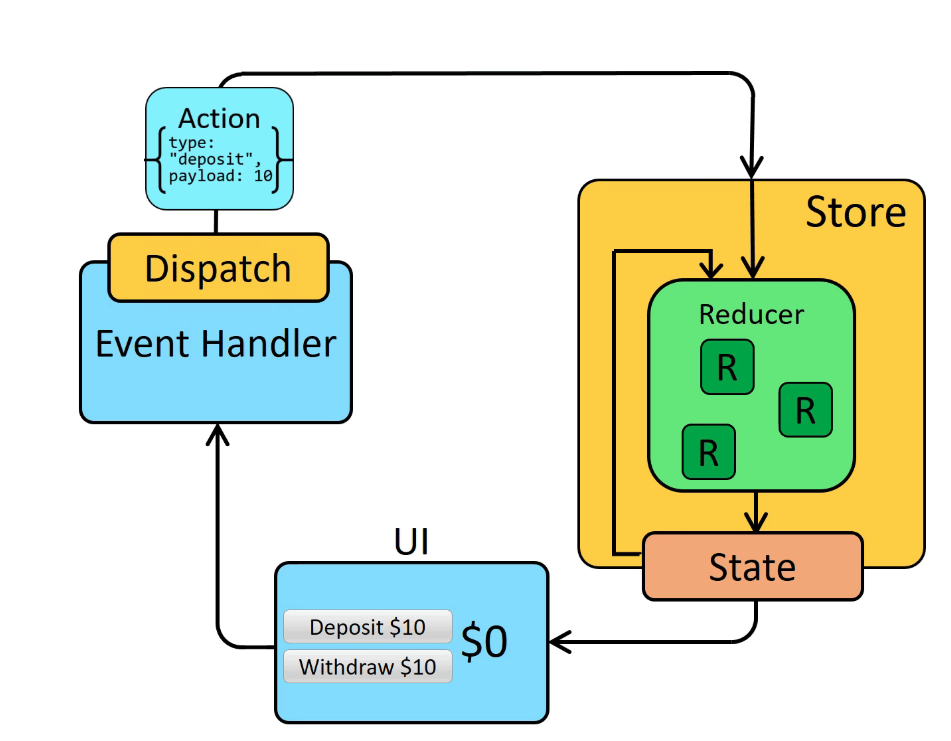 Action
type:
"deposit",
payload: 10
Dispatch
Event Handler
Store
Reducer
R
R
R
State
UI
Deposit $10
Withdraw $10
$0